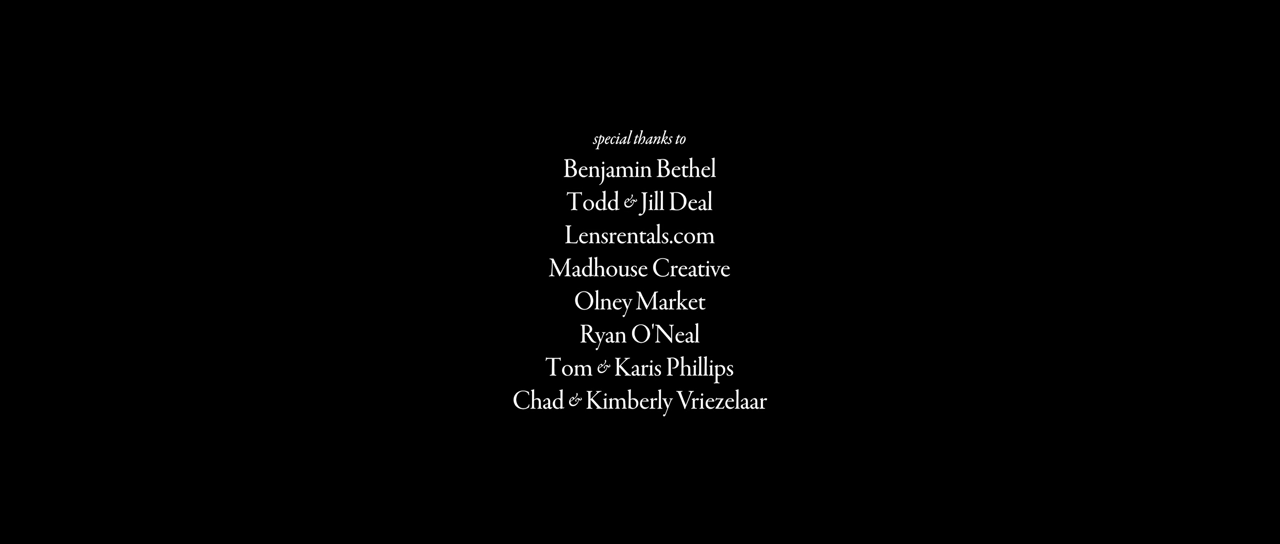 special thanks to
Benjamin Bethel
Todd & Jill Deal
Lensrentals.com
Madhouse Creative
Olney Market
Ryan O'Neal
Tom & Karis Phillips
Chad & Kimberly Vriezelaar